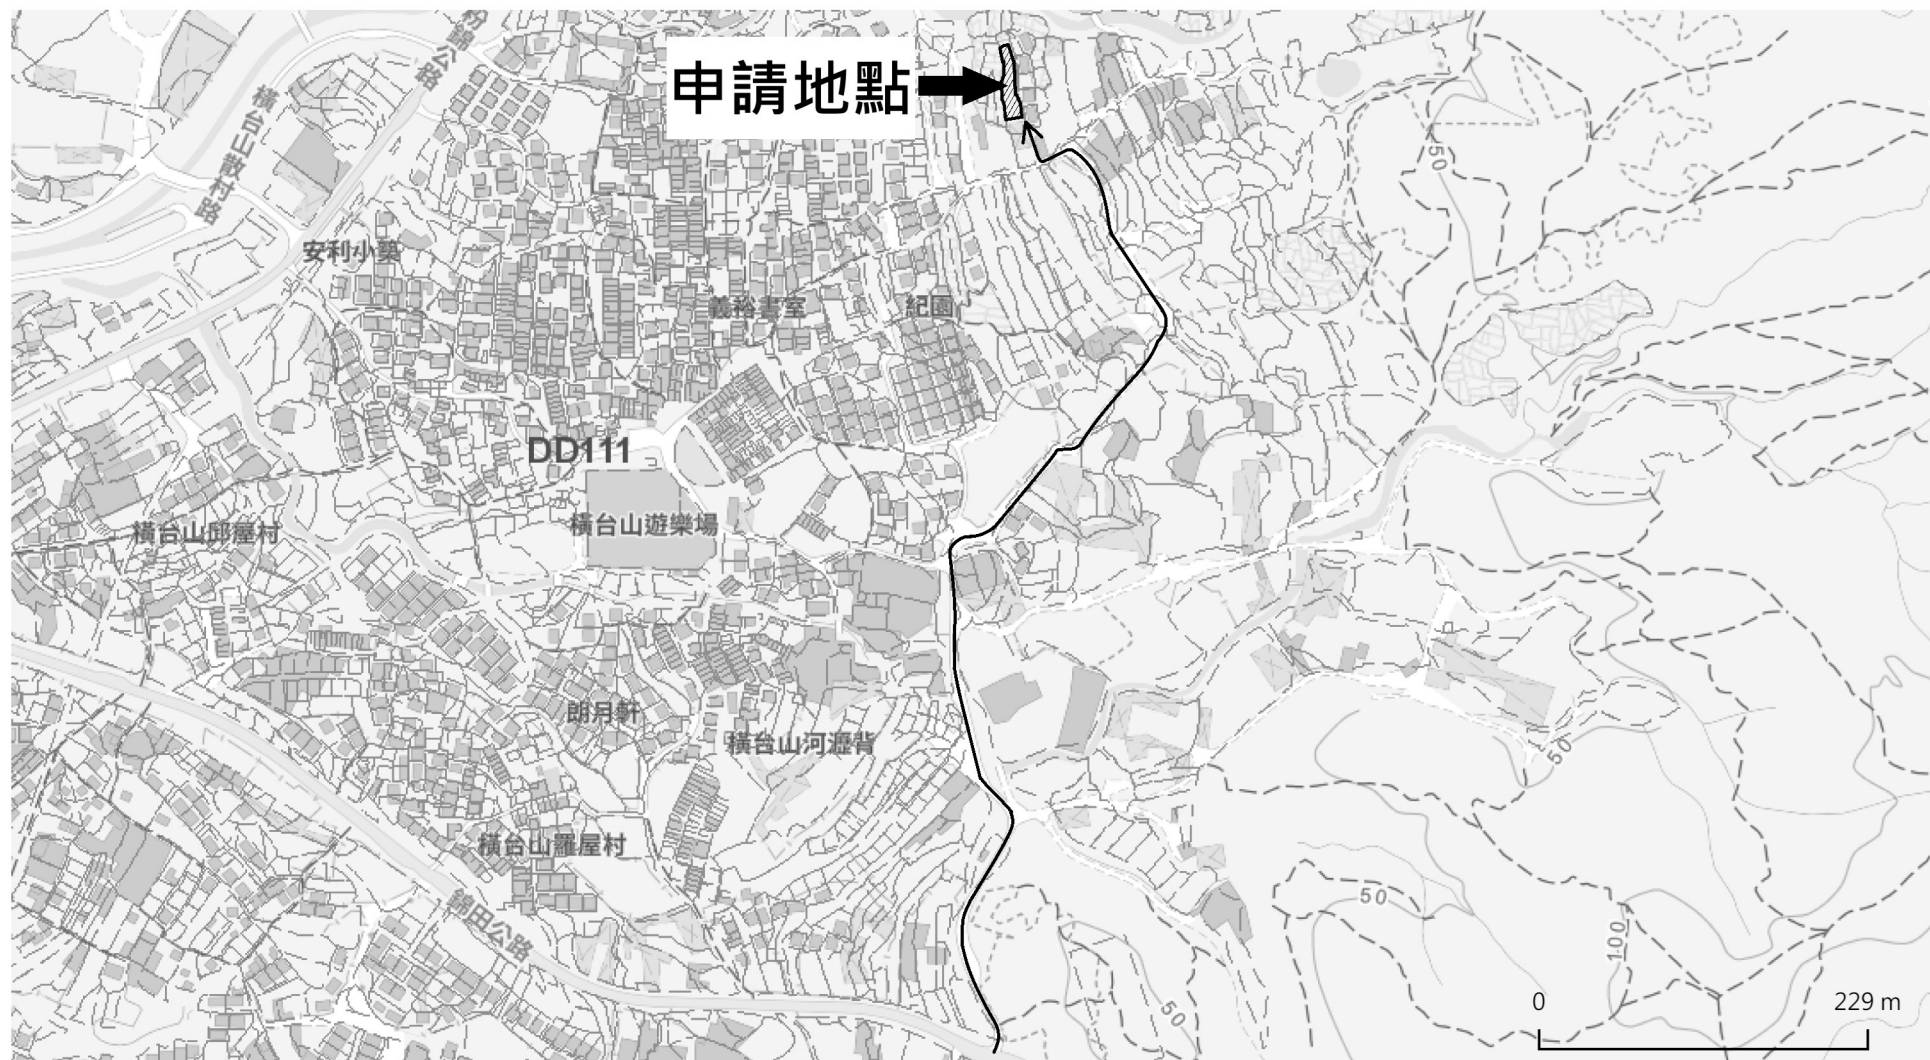 粉錦公路
申請地點
橫台山散村路
50
安利小築
義裕書室
紀園
DD111
橫台山遊樂場
橫台山邱屋村
朗月軒
橫台山河瀝背
50
橫台山羅屋村
50
錦田公路
100
50
0
229 m